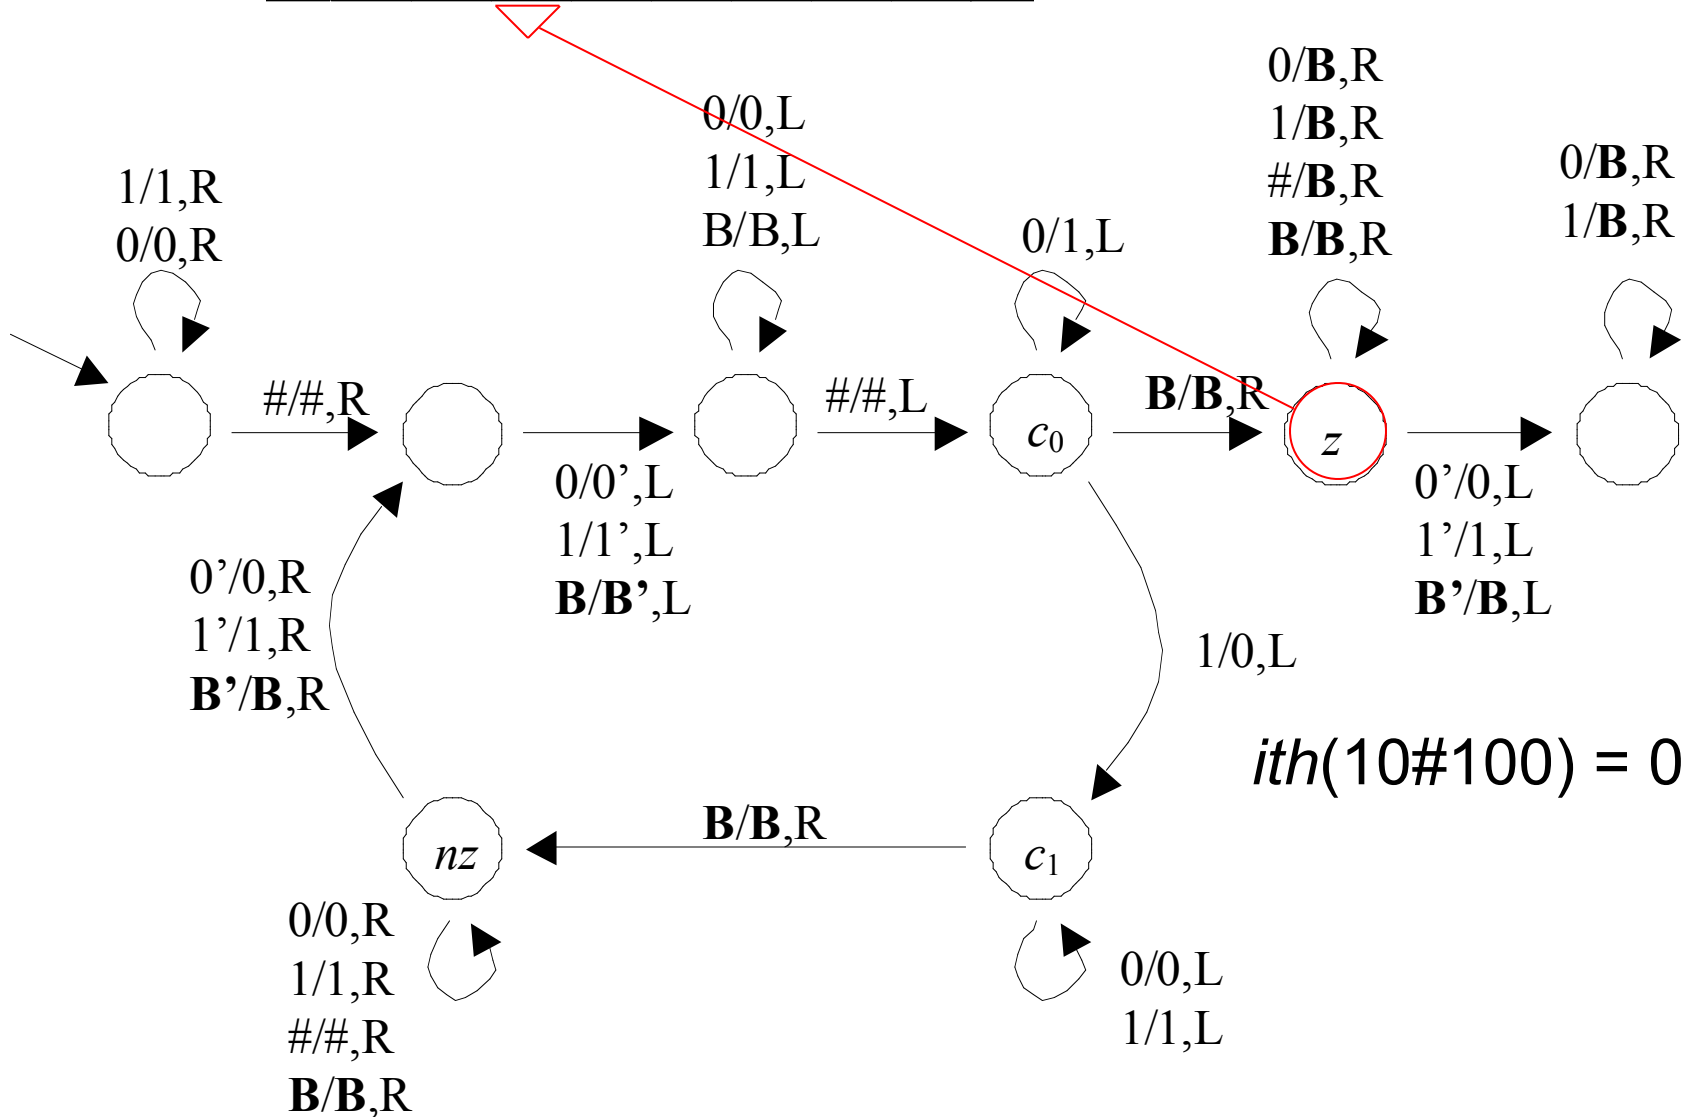 0/B,R
1/B,R
#/B,R
B/B,R
0/0,L
1/1,L
B/B,L
0/B,R
1/B,R
1/1,R
0/0,R
0/1,L
#/#,R
#/#,L
B/B,R
c0
z
0/0’,L
1/1’,L
B/B’,L
0’/0,L
1’/1,L
B’/B,L
0’/0,R
1’/1,R
B’/B,R
1/0,L
ith(10#100) = 0
B/B,R
nz
c1
0/0,R
1/1,R
#/#,R
B/B,R
0/0,L
1/1,L